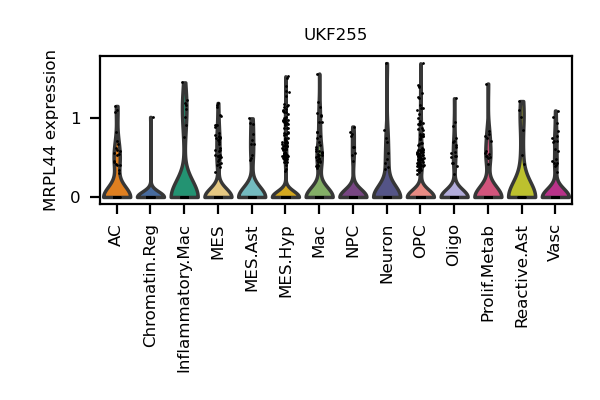 UKF255
MRPL44 expression
1
0
AC
Chromatin.Reg
Inflammatory.Mac
MES
MES.Ast
MES.Hyp
Mac
NPC
Neuron
OPC
Oligo
Prolif.Metab
Reactive.Ast
Vasc